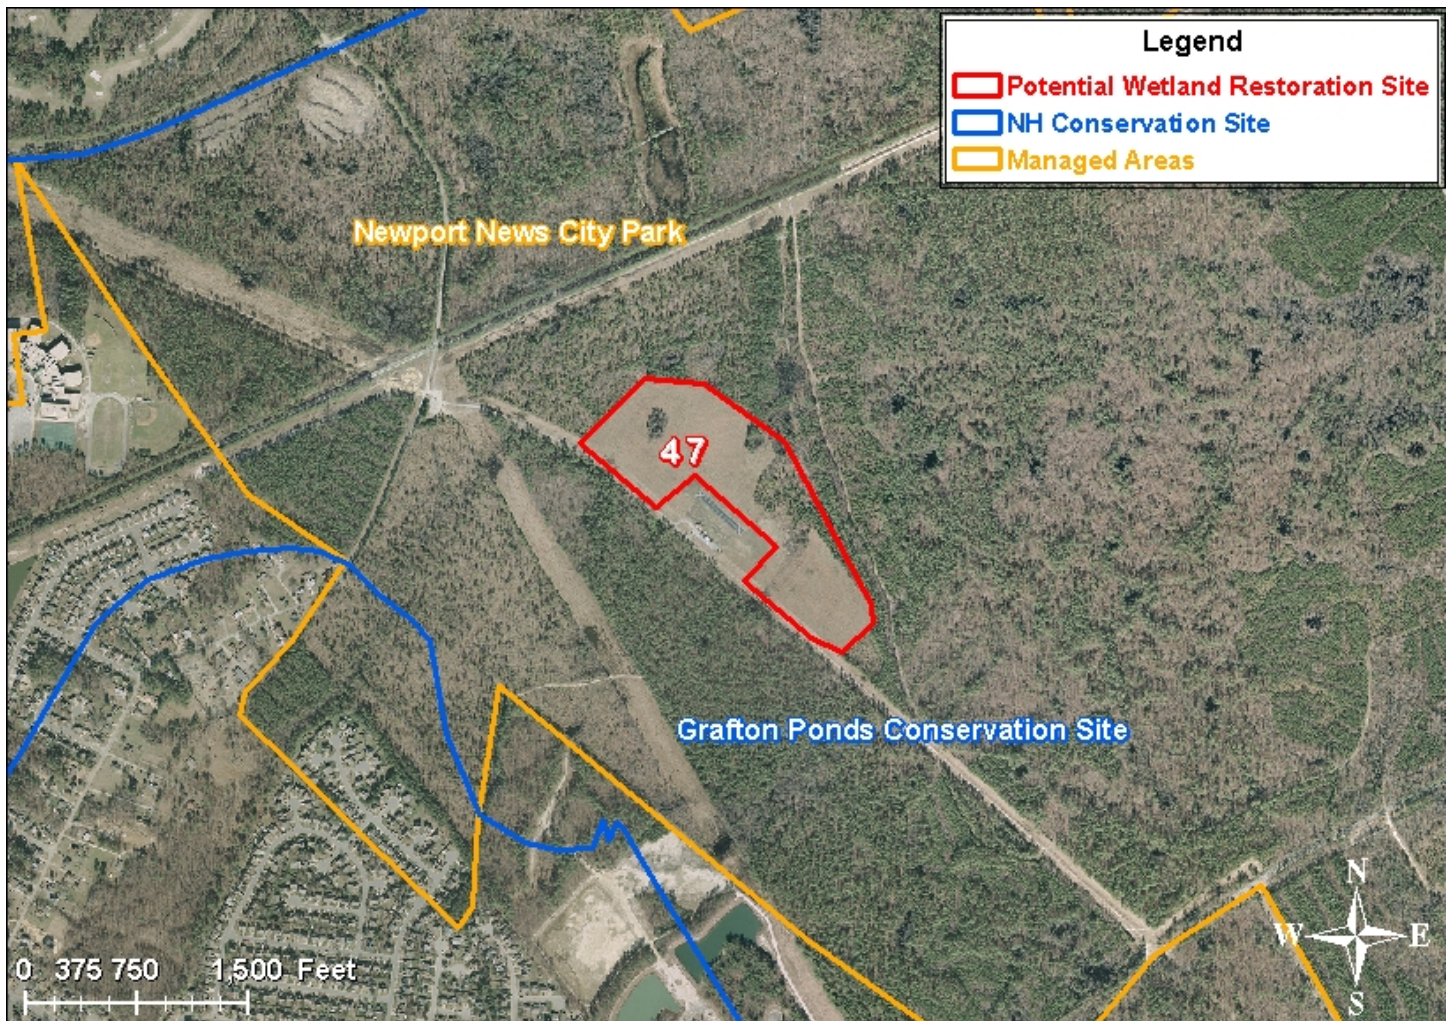 Legend
Potential Wetland Restoration Site
NH Conservation Site
Managed Areas
Newport News City Park
47
Grafton Ponds Conservation Site
N
W E
S
0 375 750 1,500 Feet